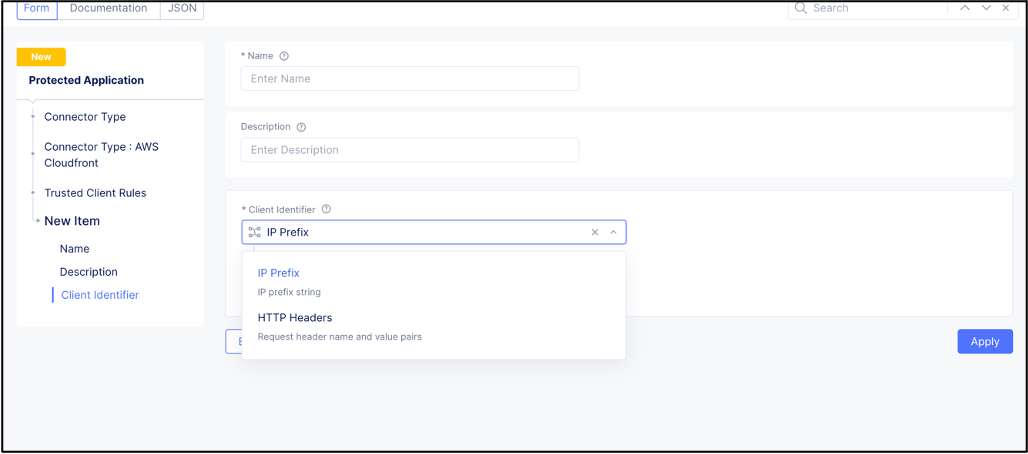 Form
Documentation
JSON
Search
New
Protected Application
Connector Type
Connector Type : AWS
Cloudfront
Trusted Client Rules
New Item
Name
Description
Client Identifier
* Name
Enter Name
Description
Enter Description
* Client Identifier
IP Prefix
IP Prefix
IP prefix string
HTTP Headers
Request header name and value pairs
Apply